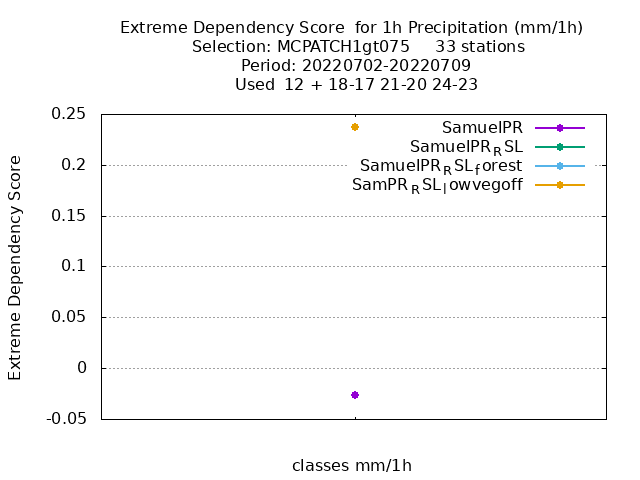 Extreme Dependency Score  for 1h Precipitation (mm/1h)
Selection: MCPATCH1gt075     33 stations
Period: 20220702-20220709
Used  12 + 18-17 21-20 24-23
0.25
0.2
0.15
0.1
0.05
0
-0.05
Extreme Dependency Score
SamuelPR
SamuelPR_RSL
SamuelPR_RSL_forest
SamPR_RSL_lowvegoff
classes mm/1h